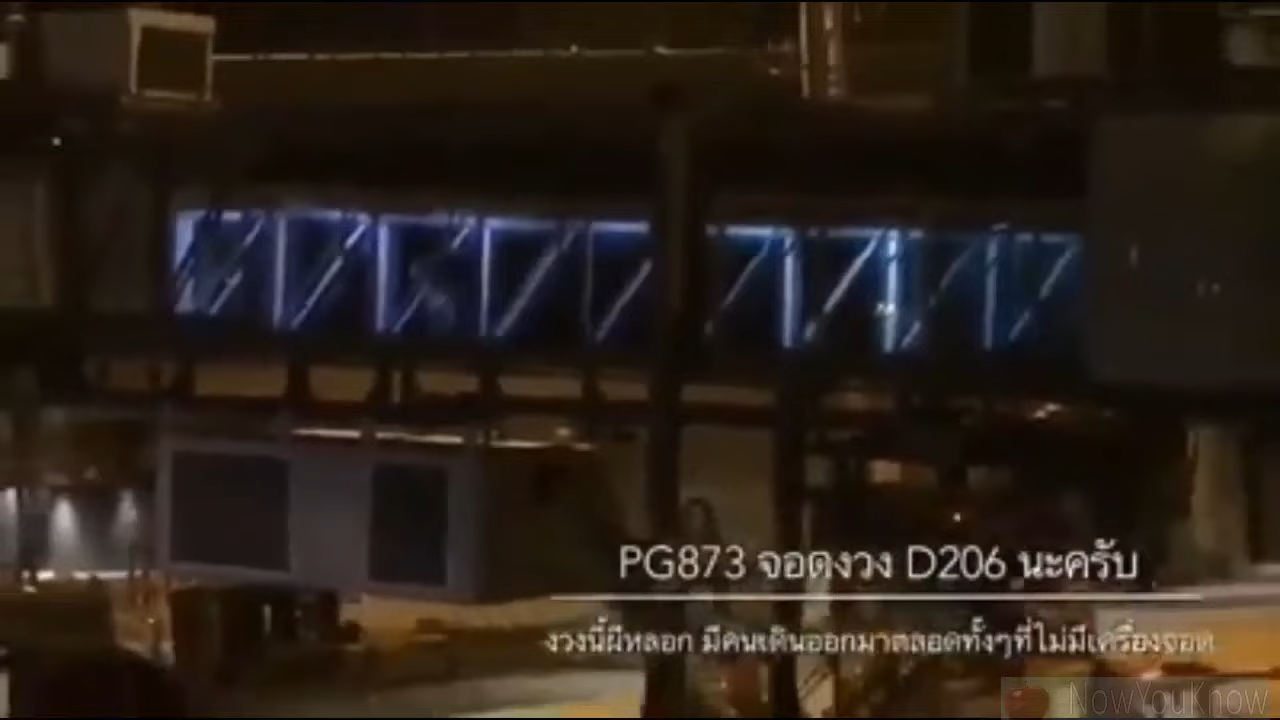 PG873 จอดงวง D206 นะครับ
งวงนี้ผีหลอก มีคนเดินออกมาตลอดทั้งๆที่ไม่มีเครื่องจอด
NowYouKnow